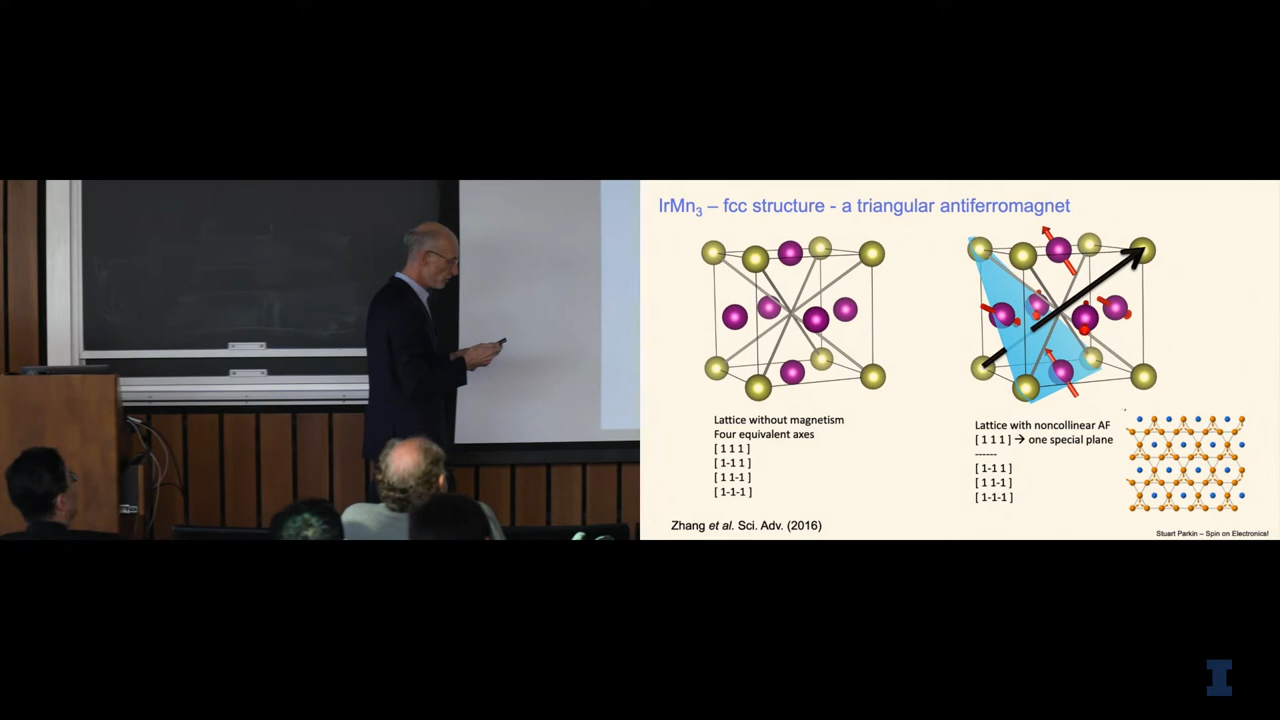 IrMn3 – fcc structure - a triangular antiferromagnet
Lattice without magnetism
Four equivalent axes
[ 1 1 1 ]
[ 1-1 1 ]
[ 1 1-1 ]
[ 1-1-1 ]
Lattice with noncollinear AF
[ 1 1 1 ] → one special plane
------
[ 1-1 1 ]
[ 1 1-1 ]
[ 1-1-1 ]
Zhang et al. Sci. Adv. (2016)
Stuart Parkin – Spin on Electronics!
I